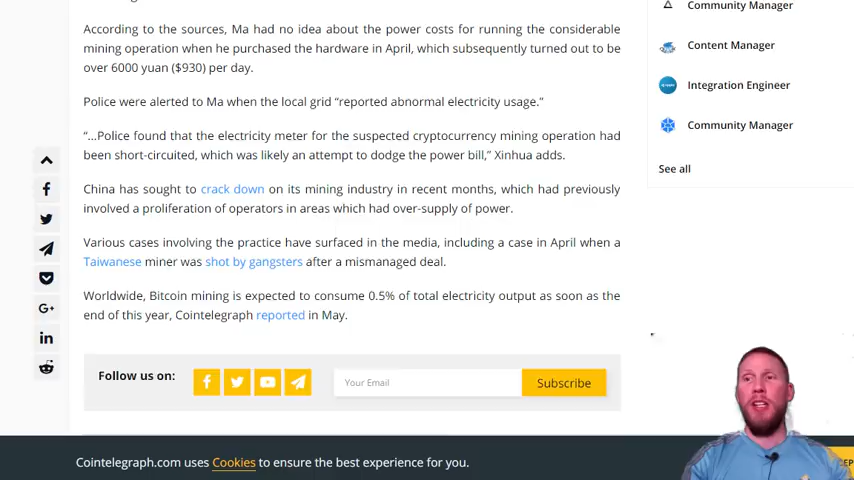 According to the sources, Ma had no idea about the power costs for running the considerable
mining operation when he purchased the hardware in April, which subsequently turned out to be
over 6000 yuan ($930) per day.
Police were alerted to Ma when the local grid “reported abnormal electricity usage.”
“...Police found that the electricity meter for the suspected cryptocurrency mining operation had
been short-circuited, which was likely an attempt to dodge the power bill,” Xinhua adds.
China has sought to crack down on its mining industry in recent months, which had previously
involved a proliferation of operators in areas which had over-supply of power.
Various cases involving the practice have surfaced in the media, including a case in April when a
Taiwanese miner was shot by gangsters after a mismanaged deal.
Worldwide, Bitcoin mining is expected to consume 0.5% of total electricity output as soon as the
end of this year, Cointelegraph reported in May.
Follow us on:
Your Email
Subscribe
Community Manager
Content Manager
Integration Engineer
Community Manager
See all
Cointelegraph.com uses Cookies to ensure the best experience for you.